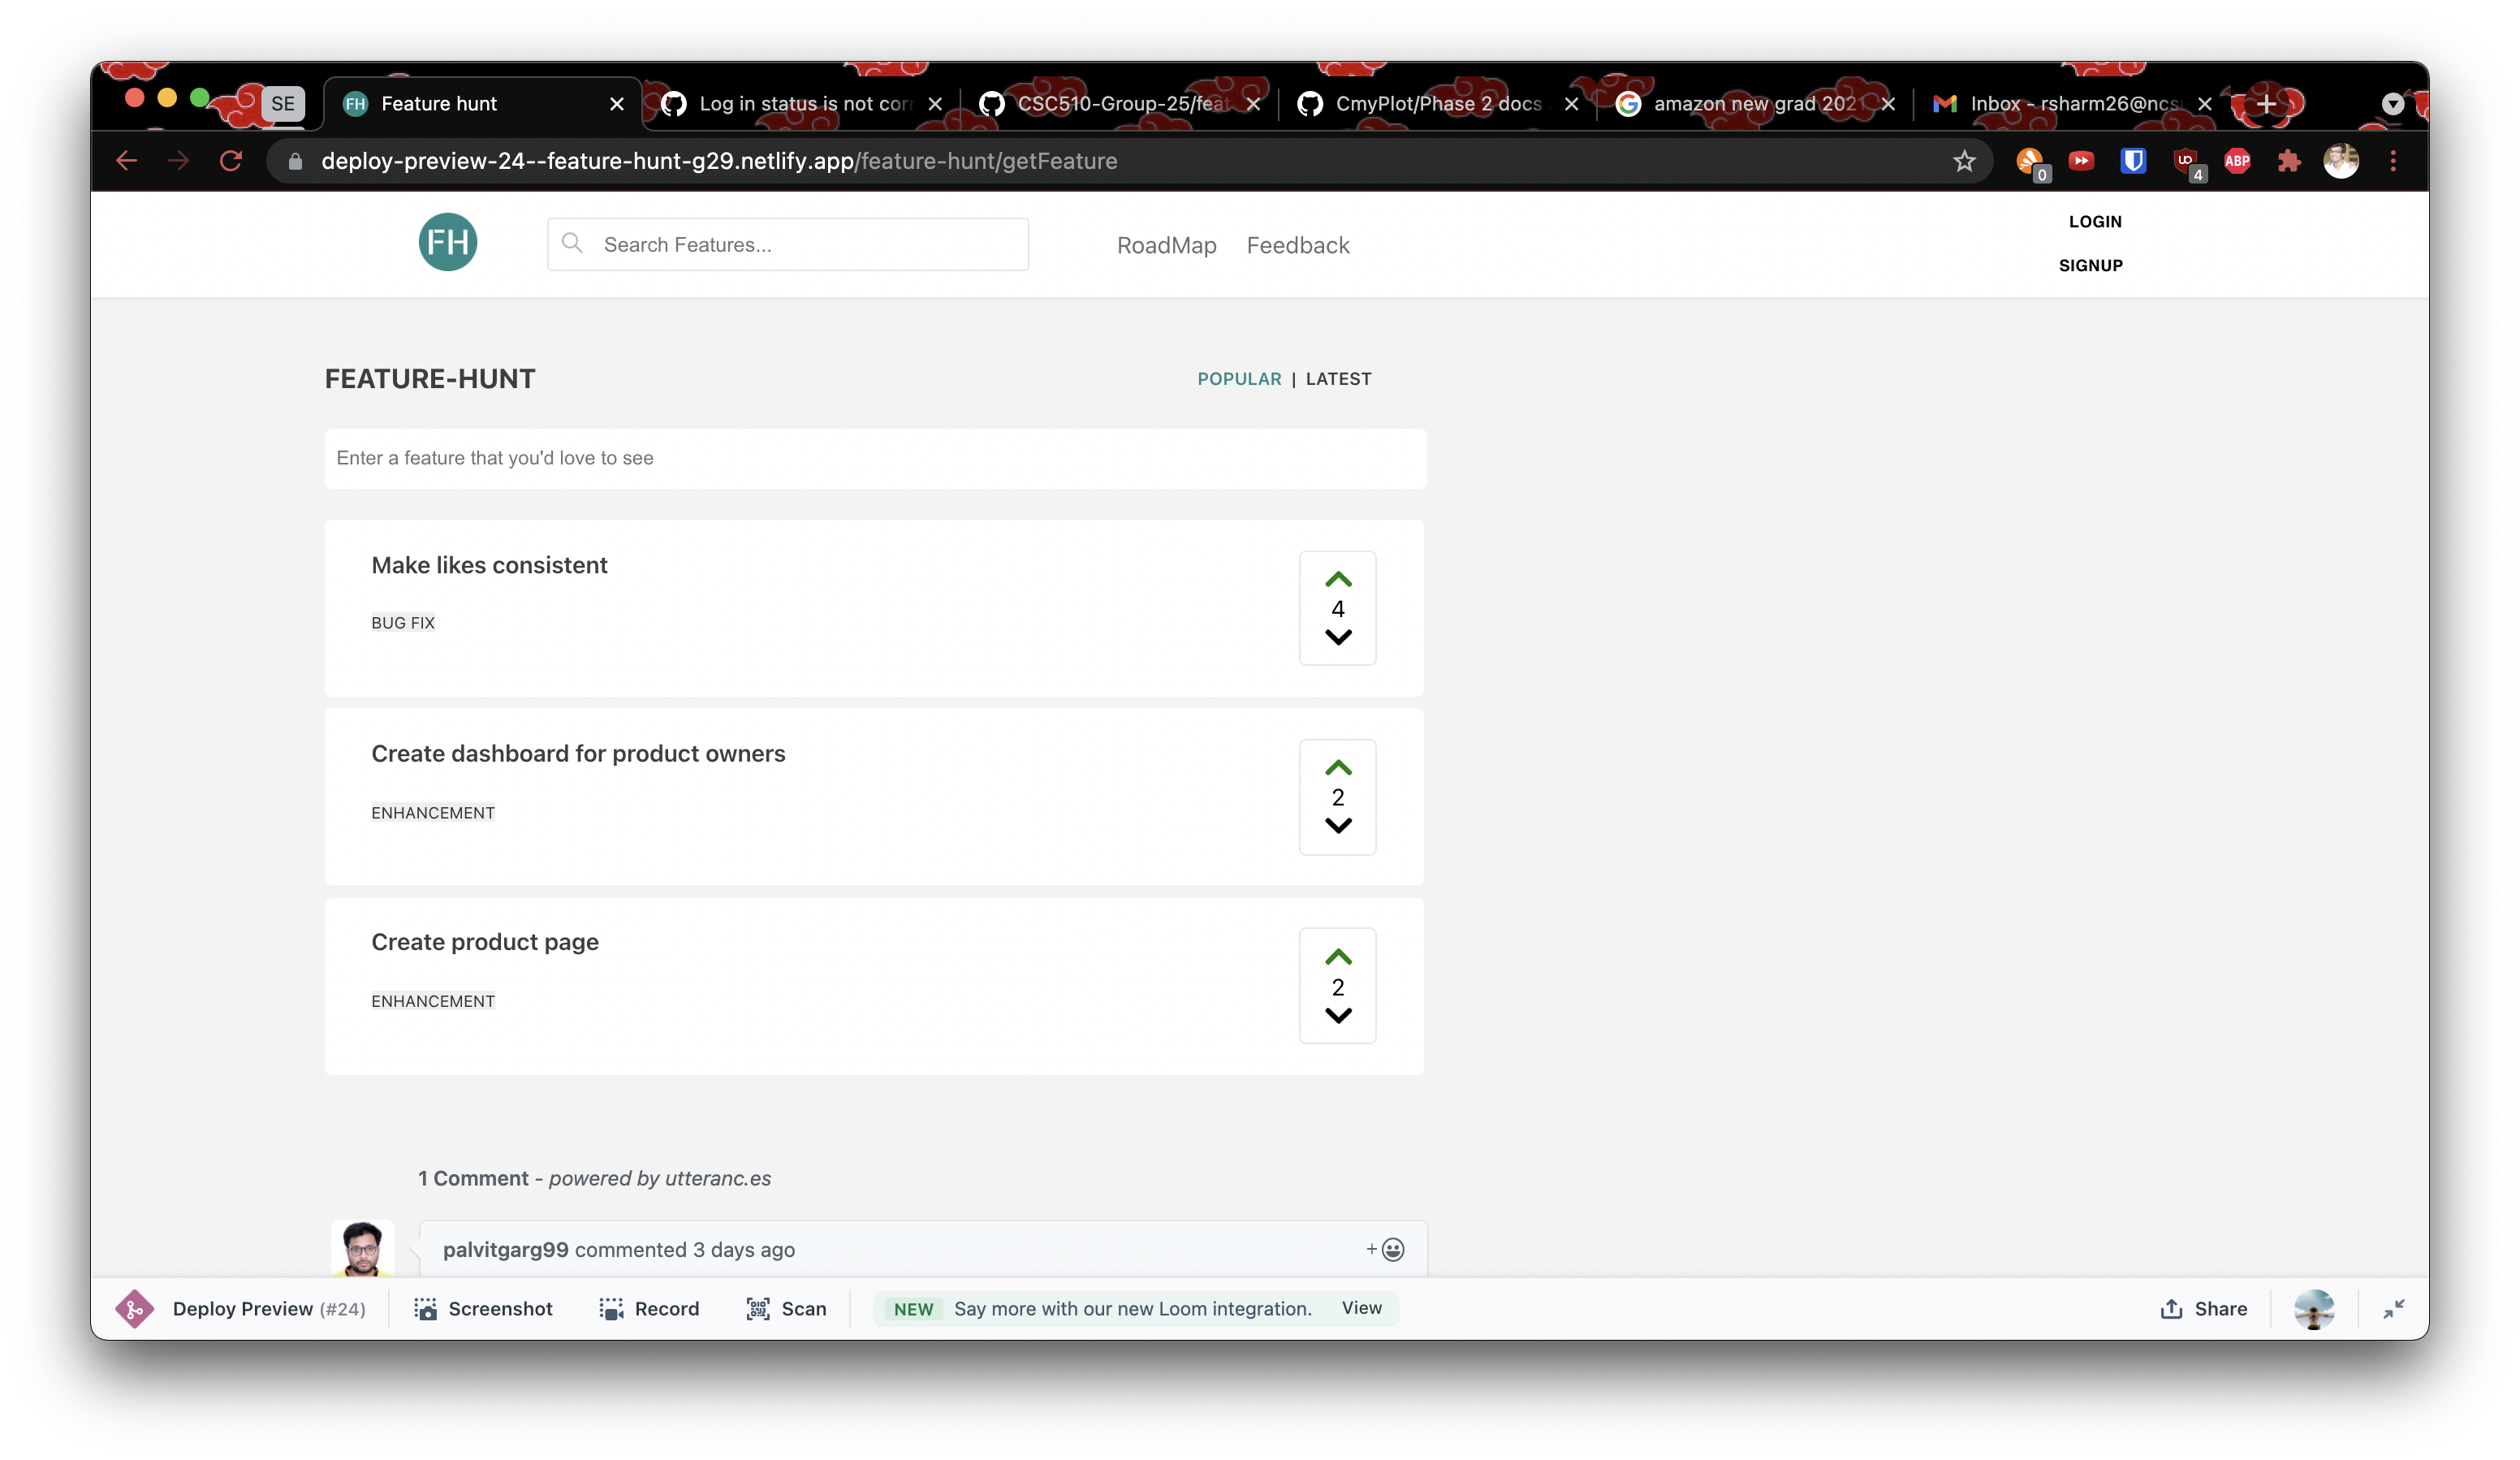 SE
FH Feature hunt
Log in status is not corr
CSC510-Group-25/feat
CmyPlot/Phase 2 docs
amazon new grad 2021
Inbox - rsharm26@ncs
deploy-preview-24--feature-hunt-g29.netlify.app/feature-hunt/getFeature
0
UO
4
ABP
FH
Search Features...
RoadMap
Feedback
LOGIN
SIGNUP
FEATURE-HUNT
POPULAR | LATEST
Enter a feature that you'd love to see
Make likes consistent
BUG FIX
4
Create dashboard for product owners
ENHANCEMENT
2
Create product page
ENHANCEMENT
2
1 Comment - powered by utteranc.es
palvitgarg99 commented 3 days ago
+
Deploy Preview (#24)
Screenshot
Record
Scan
NEW Say more with our new Loom integration. View
Share